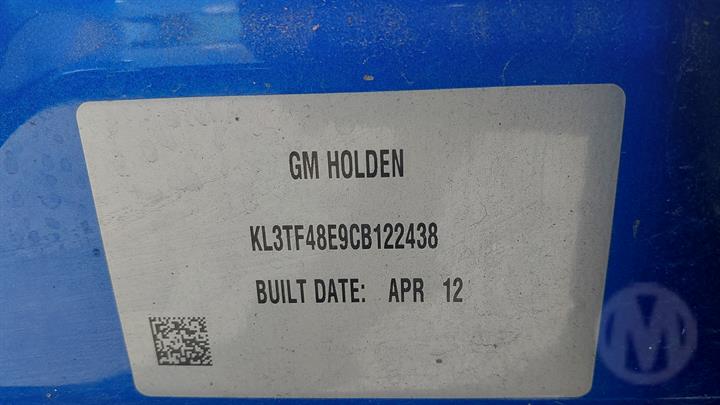 GM HOLDEN
KL3TF48E9CB122438
BUILT DATE: APR 12
M